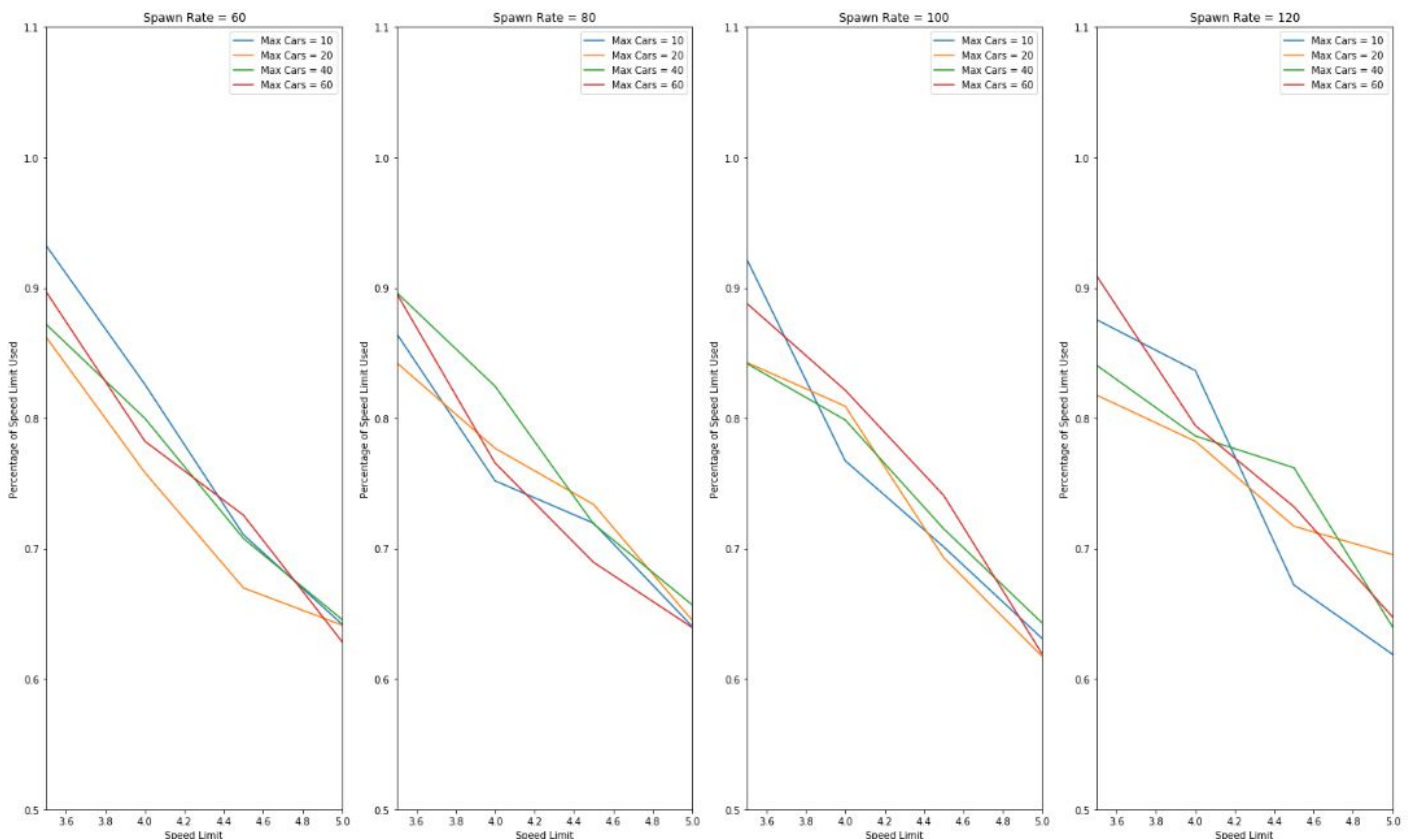 Spawn Rate = 60
1.1
1.0
0.9
0.8
0.7
0.6
0.5
Percentage of Speed Limit Used
Max Cars = 10
Max Cars = 20
Max Cars = 40
Max Cars = 60
3.6 3.8 4.0 4.2 4.4 4.6 4.8 5.0
Speed Limit
Spawn Rate = 80
1.1
1.0
0.9
0.8
0.7
0.6
0.5
Percentage of Speed Limit Used
Max Cars = 10
Max Cars = 20
Max Cars = 40
Max Cars = 60
3.6 3.8 4.0 4.2 4.4 4.6 4.8 5.0
Speed Limit
Spawn Rate = 100
1.1
1.0
0.9
0.8
0.7
0.6
0.5
Percentage of Speed Limit Used
Max Cars = 10
Max Cars = 20
Max Cars = 40
Max Cars = 60
3.6 3.8 4.0 4.2 4.4 4.6 4.8 5.0
Speed Limit
Spawn Rate = 120
1.1
1.0
0.9
0.8
0.7
0.6
0.5
Percentage of Speed Limit Used
Max Cars = 10
Max Cars = 20
Max Cars = 40
Max Cars = 60
3.6 3.8 4.0 4.2 4.4 4.6 4.8 5.0
Speed Limit